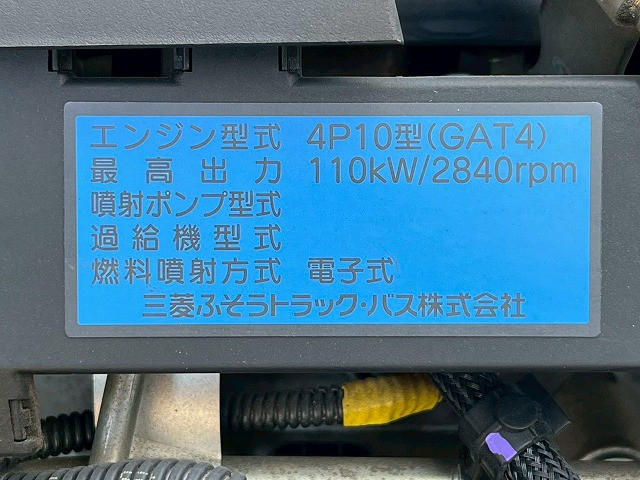 エンジン型式 4P10型(GAT4)
最高出力 110kW/2840rpm
噴射ポンプ型式
過給機型式
燃料噴射方式 電子式
三菱ふそうトラック・バス株式会社